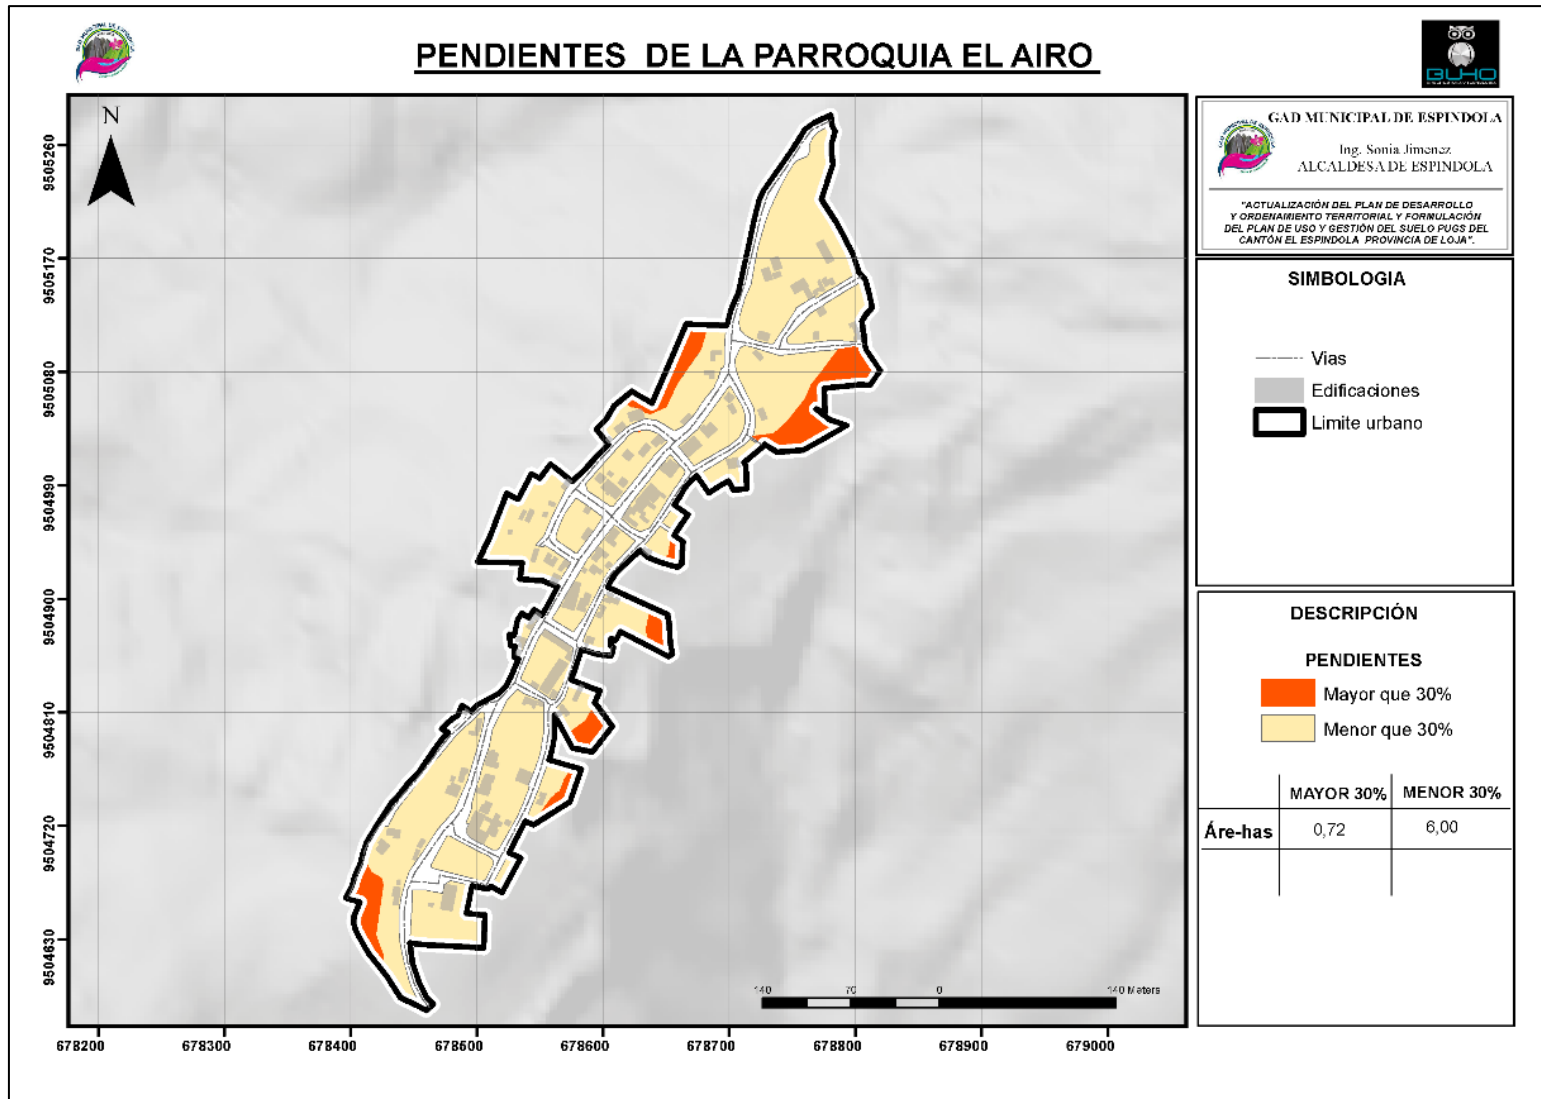 PENDIENTES DE LA PARROQUIA EL AIRO
BUHO
GAD MUNICIPAL DE ESPINDOLA
Ing. Sonia Jimenez
ALCALDESA DE ESPINDOLA
"ACTUALIZACIÓN DEL PLAN DE DESARROLLO
Y ORDENAMIENTO TERRITORIAL Y FORMULACIÓN
DEL PLAN DE USO Y GESTIÓN DEL SUELO PUGS DEL
CANTÓN EL ESPINDOLA PROVINCIA DE LOJA".
SIMBOLOGIA
Vias
Edificaciones
Limite urbano
DESCRIPCIÓN
PENDIENTES
Mayor que 30%
Menor que 30%
MAYOR 30% MENOR 30%
Áre-has 0,72 6,00
N
9505260
9505170
9505080
9504990
9504900
9504810
9504720
9504630
140 70 0 140 Meters
678200 678300 678400 678500 678600 678700 678800 678900 679000